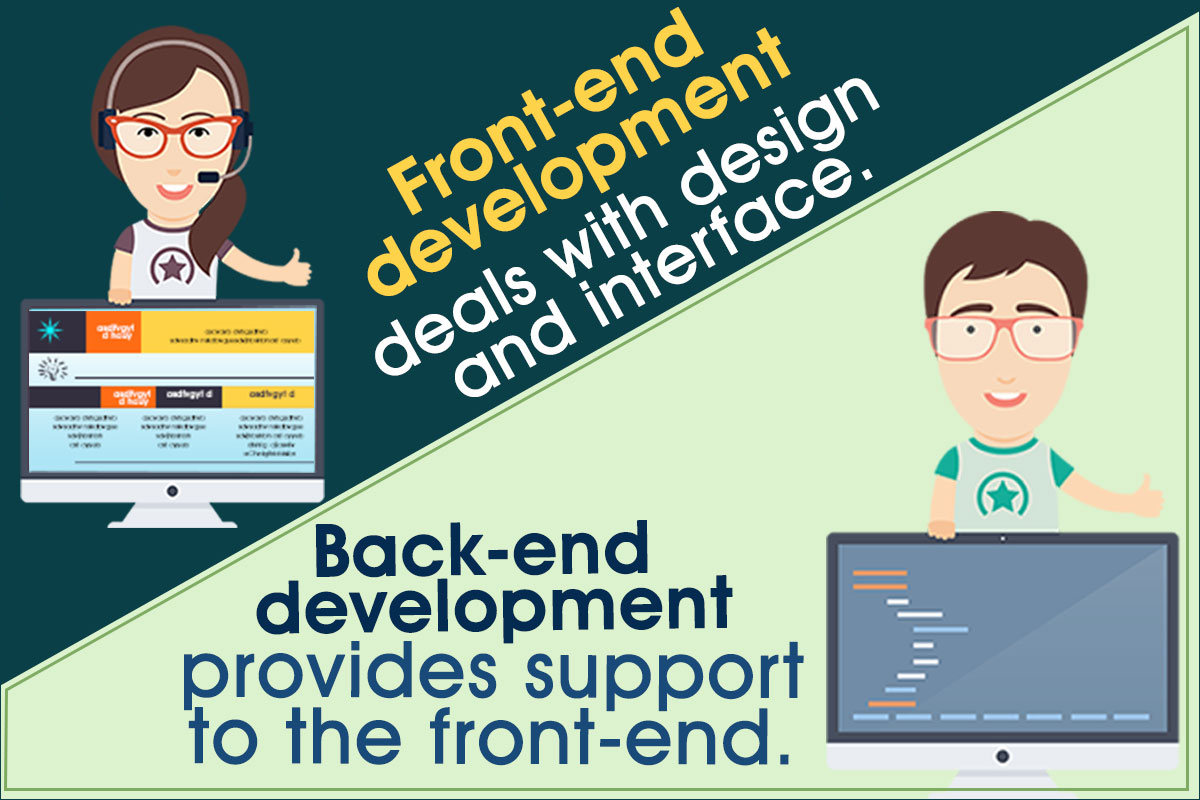 Front-end
development
deals with design
and interface.
Back-end
development
provides support
to the front-end.